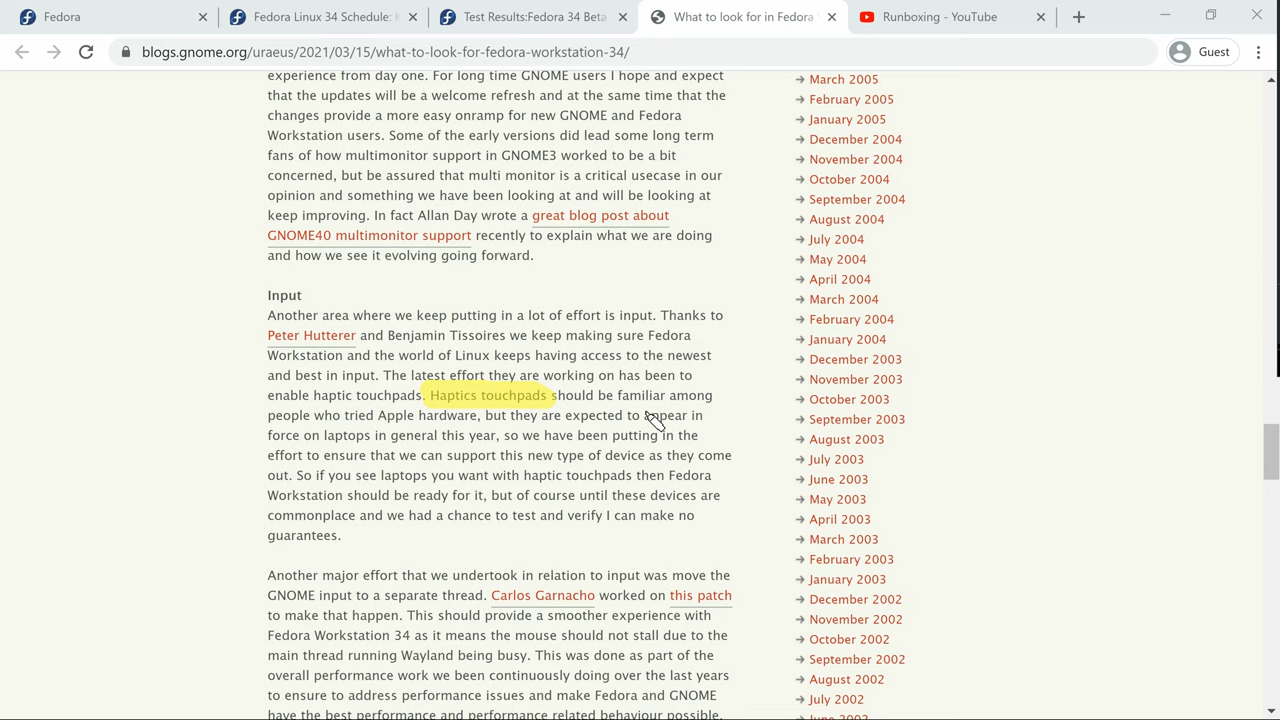 Fedora
Fedora Linux 34 Schedule:
Test Results:Fedora 34 Beta
What to look for in Fedora
Runboxing - YouTube
blogs.gnome.org/uraeus/2021/03/15/what-to-look-for-fedora-workstation-34/
Guest
experience from day one. For long time GNOME users I hope and expect
that the updates will be a welcome refresh and at the same time that the
changes provide a more easy onramp for new GNOME and Fedora
Workstation users. Some of the early versions did lead some long term
fans of how multimonitor support in GNOME3 worked to be a bit
concerned, but be assured that multi monitor is a critical usecase in our
opinion and something we have been looking at and will be looking at
keep improving. In fact Allan Day wrote a great blog post about
GNOME40 multimonitor support recently to explain what we are doing
and how we see it evolving going forward.
Input
Another area where we keep putting in a lot of effort is input. Thanks to
Peter Hutterer and Benjamin Tissoires we keep making sure Fedora
Workstation and the world of Linux keeps having access to the newest
and best in input. The latest effort they are working on has been to
enable haptic touchpads. Haptics touchpads should be familiar among
people who tried Apple hardware, but they are expected to appear in
force on laptops in general this year, so we have been putting in the
effort to ensure that we can support this new type of device as they come
out. So if you see laptops you want with haptic touchpads then Fedora
Workstation should be ready for it, but of course until these devices are
commonplace and we had a chance to test and verify I can make no
guarantees.
Another major effort that we undertook in relation to input was move the
GNOME input to a separate thread. Carlos Garnacho worked on this patch
to make that happen. This should provide a smoother experience with
Fedora Workstation 34 as it means the mouse should not stall due to the
main thread running Wayland being busy. This was done as part of the
overall performance work we been continuously doing over the last years
to ensure to address performance issues and make Fedora and GNOME
have the best performance and performance related behaviour possible.
March 2005
February 2005
January 2005
December 2004
November 2004
October 2004
September 2004
August 2004
July 2004
May 2004
April 2004
March 2004
February 2004
January 2004
December 2003
November 2003
October 2003
September 2003
August 2003
July 2003
June 2003
May 2003
April 2003
March 2003
February 2003
January 2003
December 2002
November 2002
October 2002
September 2002
August 2002
July 2002
June 2002